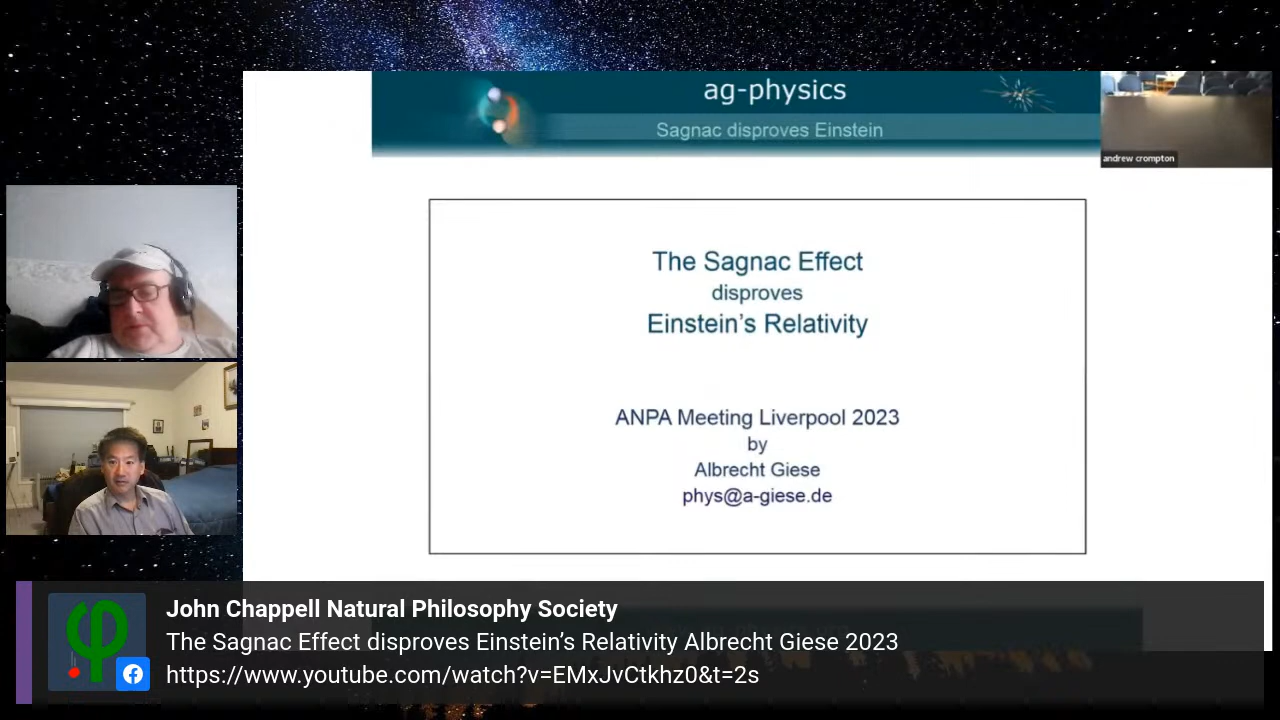 ag-physics
Sagnac disproves Einstein
andrew crompton
The Sagnac Effect
disproves
Einstein’s Relativity
ANPA Meeting Liverpool 2023
by
Albrecht Giese
phys@a-giese.de
John Chappell Natural Philosophy Society
The Sagnac Effect disproves Einstein’s Relativity Albrecht Giese 2023
https://www.youtube.com/watch?v=EMxJvCtkhz0&t=2s